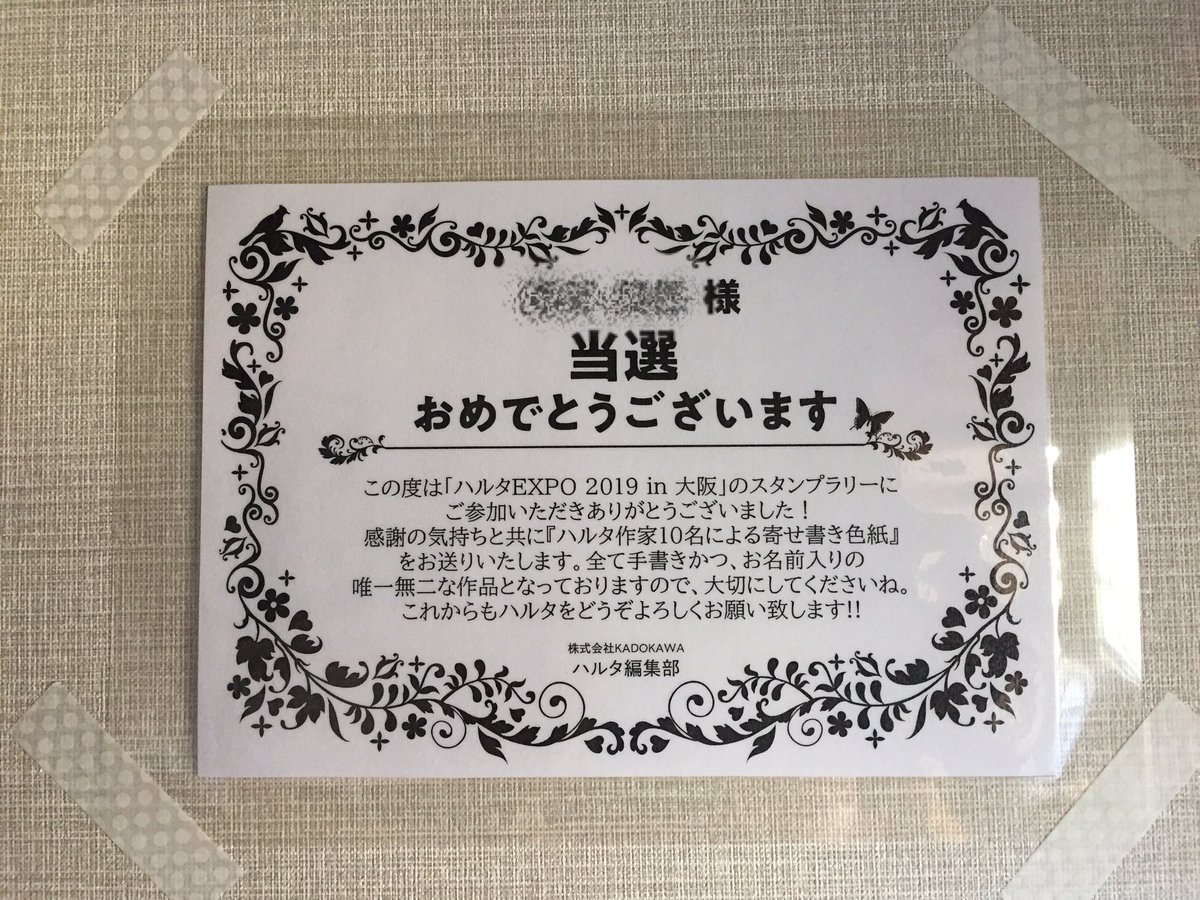 様
当選
おめでとうございます
この度は「ハルタEXPO 2019 in 大阪」のスタンプラリーに
ご参加いただきありがとうございました！
感謝の気持ちと共に『ハルタ作家10名による寄せ書き色紙』
をお送りいたします。全て手書きかつ、お名前入りの
唯一無二な作品となっておりますので、大切にしてくださいね。
これからもハルタをどうぞよろしくお願い致します!!
株式会社KADOKAWA
ハルタ編集部